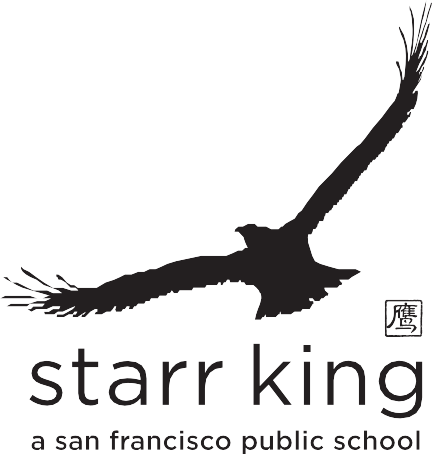 鹰
starr king
a san francisco public school